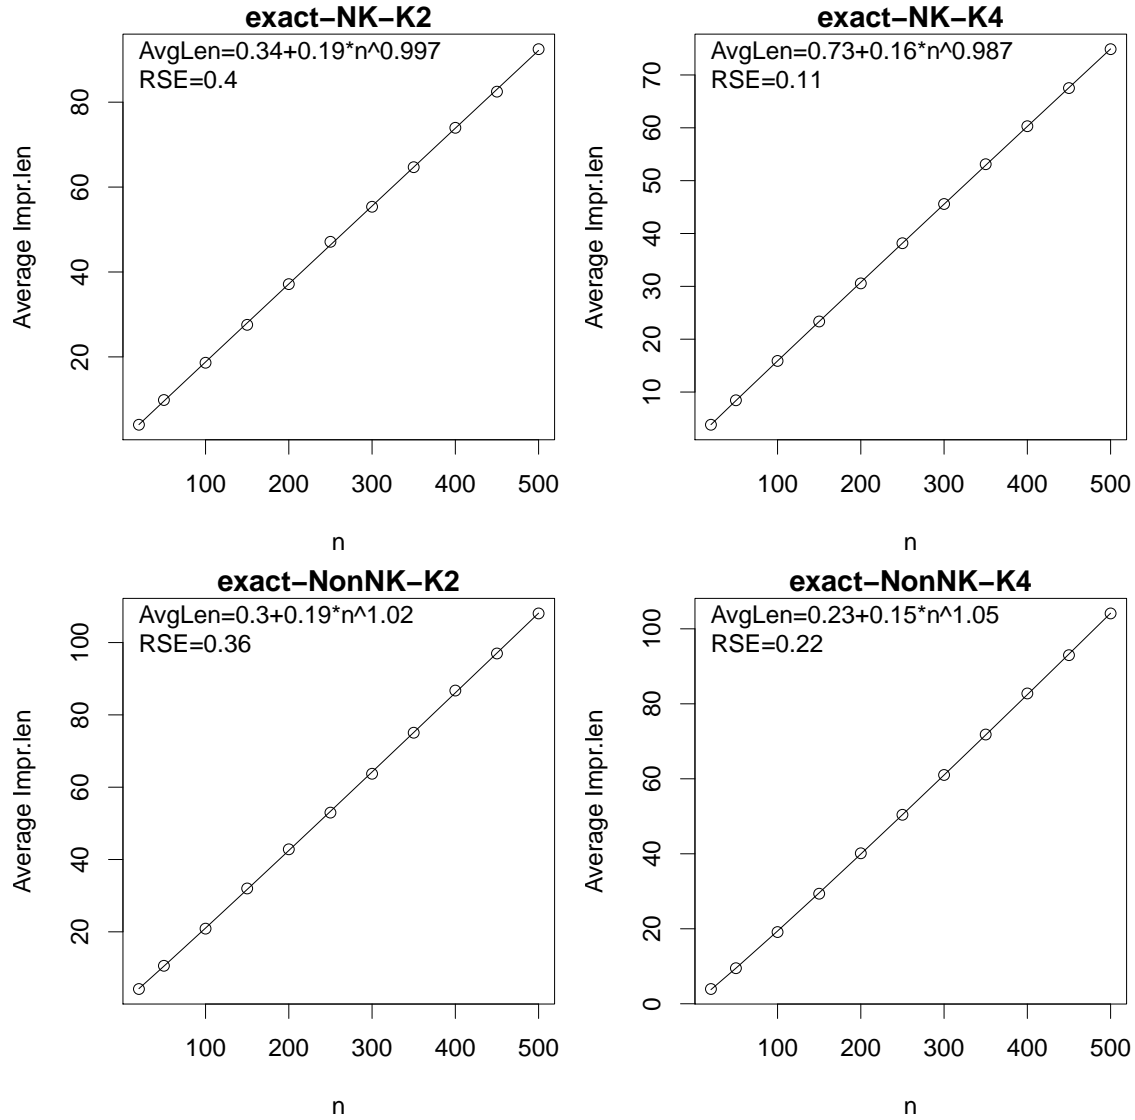 exact−NK−K2
AvgLen=0.34+0.19*n^0.997
RSE=0.4
Average Impr.len
20
40
60
80
100
200
300
400
500
n
exact−NK−K4
AvgLen=0.73+0.16*n^0.987
RSE=0.11
Average Impr.len
10
20
30
40
50
60
70
100
200
300
400
500
n
exact−NonNK−K2
AvgLen=0.3+0.19*n^1.02
RSE=0.36
Average Impr.len
20
40
60
80
100
100
200
300
400
500
n
exact−NonNK−K4
AvgLen=0.23+0.15*n^1.05
RSE=0.22
Average Impr.len
0
20
40
60
80
100
100
200
300
400
500
n